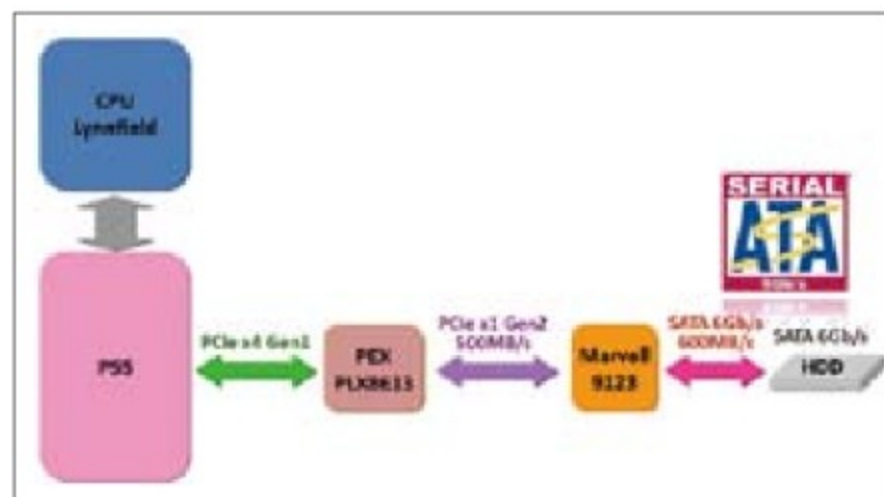 CPU
Lynnfield
SERIAL
ATA
PCIe x4 Gen1
PCIe x1 Gen2
500MB/s
SATA 6Gb/s
600MB/s
SATA 6Gb/s
P55
PEX
PLX8613
Marvell
9123
HDD